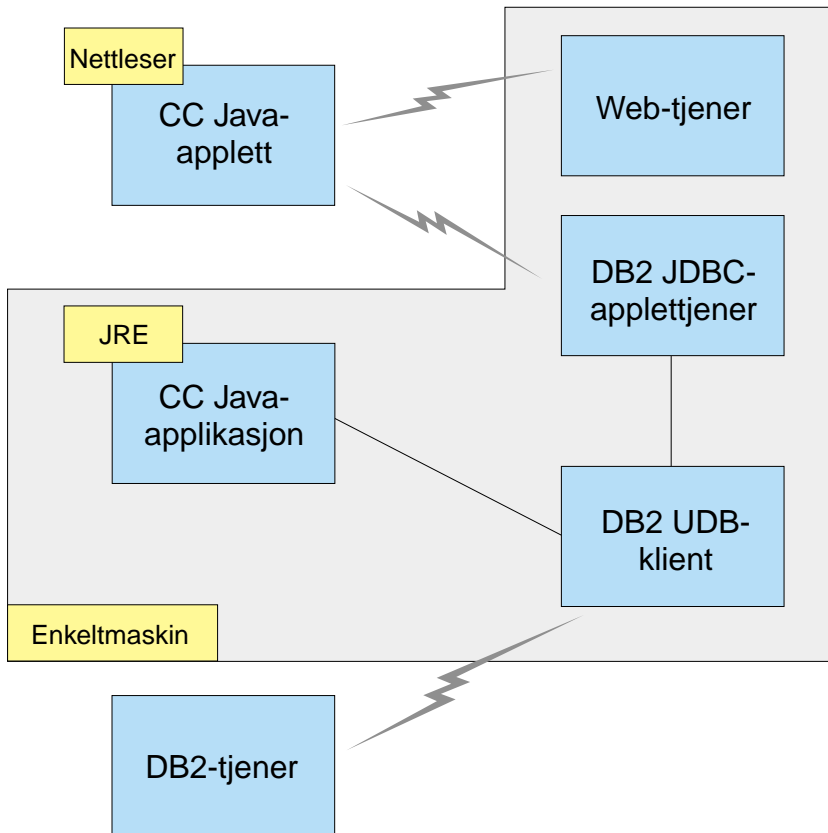 Nettleser
CC Java-
applett
Web-tjener
DB2 JDBC-
applettjener
JRE
CC Java-
applikasjon
DB2 UDB-
klient
Enkeltmaskin
DB2-tjener